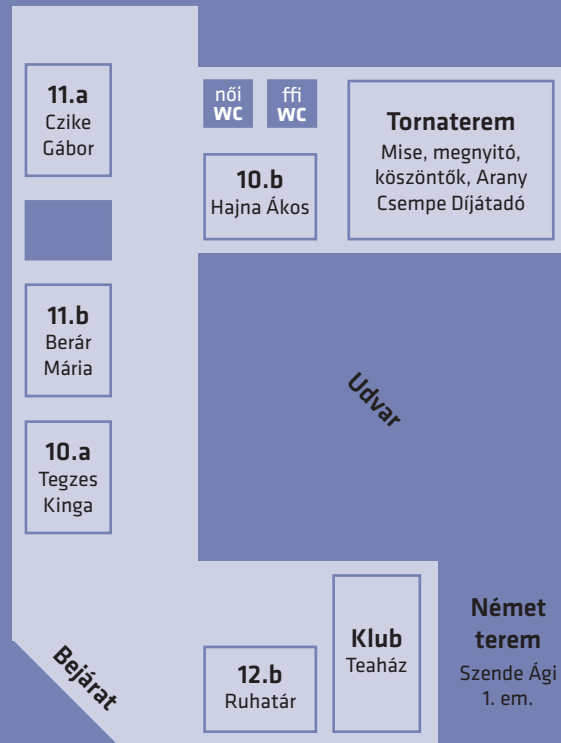 11.a
Czike
Gábor
női
WC
ffi
WC
Tornaterem
Mise, megnyitó,
köszöntők, Arany
Csempe Díjátadó
10.b
Hajna Ákos
11.b
Berár
Mária
Udvar
10.a
Tegzes
Kinga
Bejárat
12.b
Ruhatár
Klub
Teaház
Német
terem
Szende Ági
1. em.